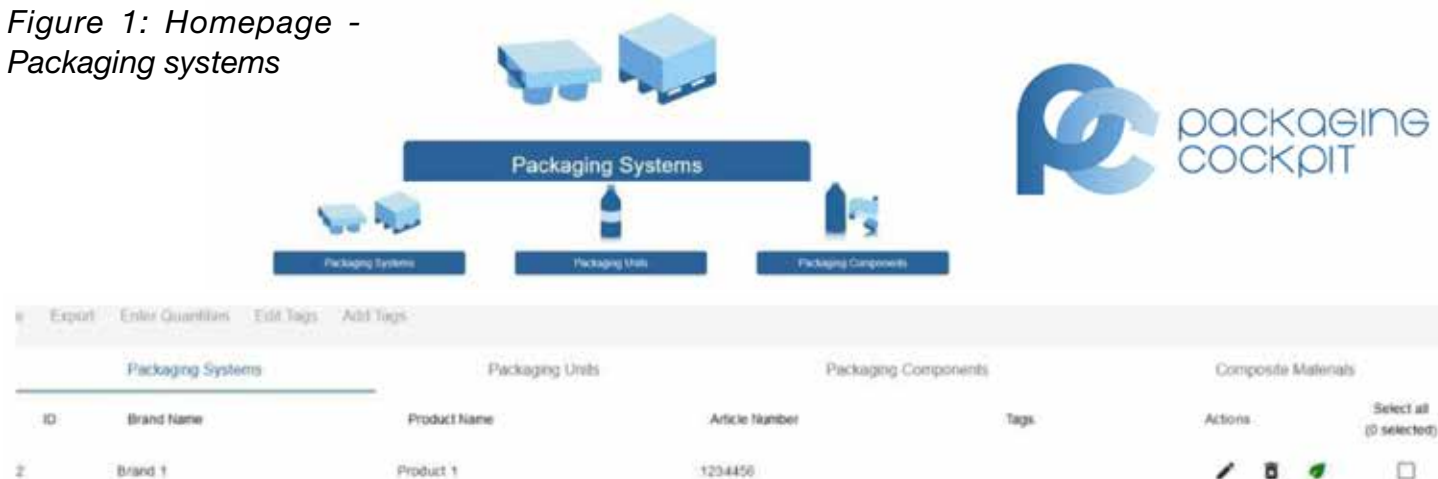 Figure 1: Homepage -
Packaging systems
PACKAGING
COCKPIT
Packaging Systems
Packaging Systems
Packaging Units
Packaging Components
e Export Enter Quantities Edit Tags Add Tags
Packaging Systems Packaging Units Packaging Components Composite Materials
ID Brand Name Product Name Article Number Tags Actions Select all
(0 selected)
2 Brand 1 Product 1 1234456